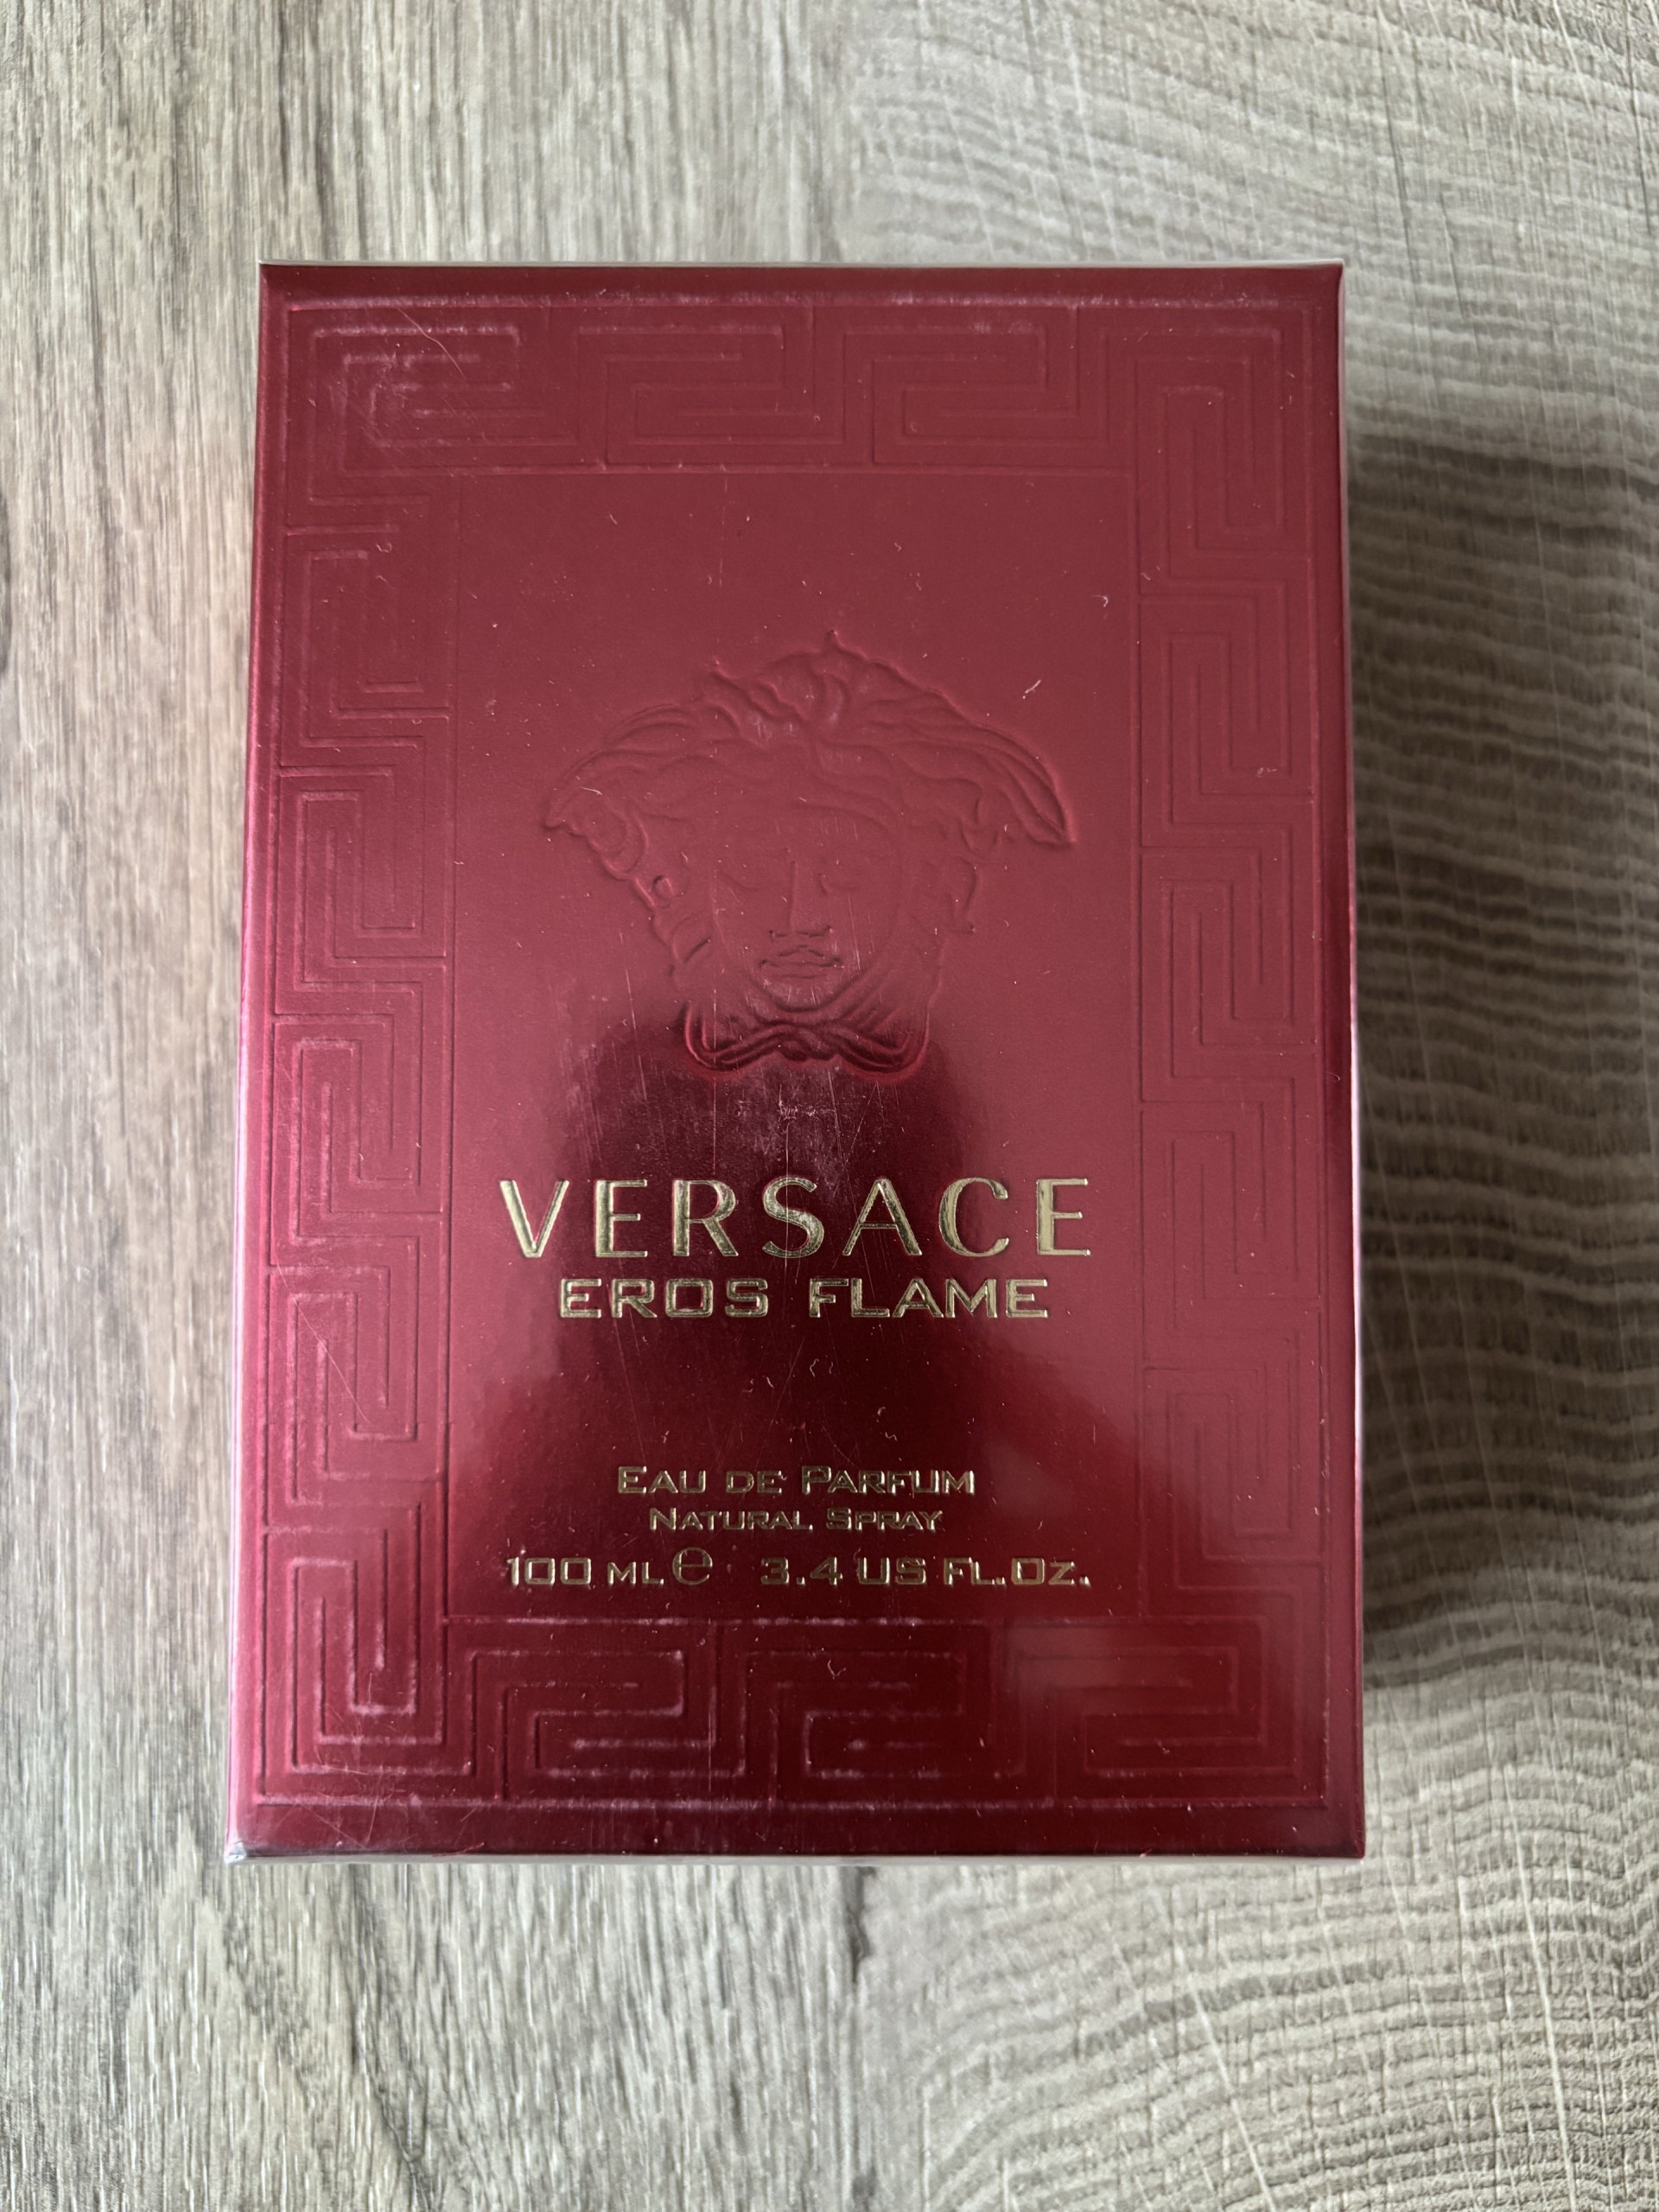 VERSACE
EROS FLAME
EAU DE PARFUM
NATURAL SPRAY
100 ML ℮ 3.4 US FL.OZ.